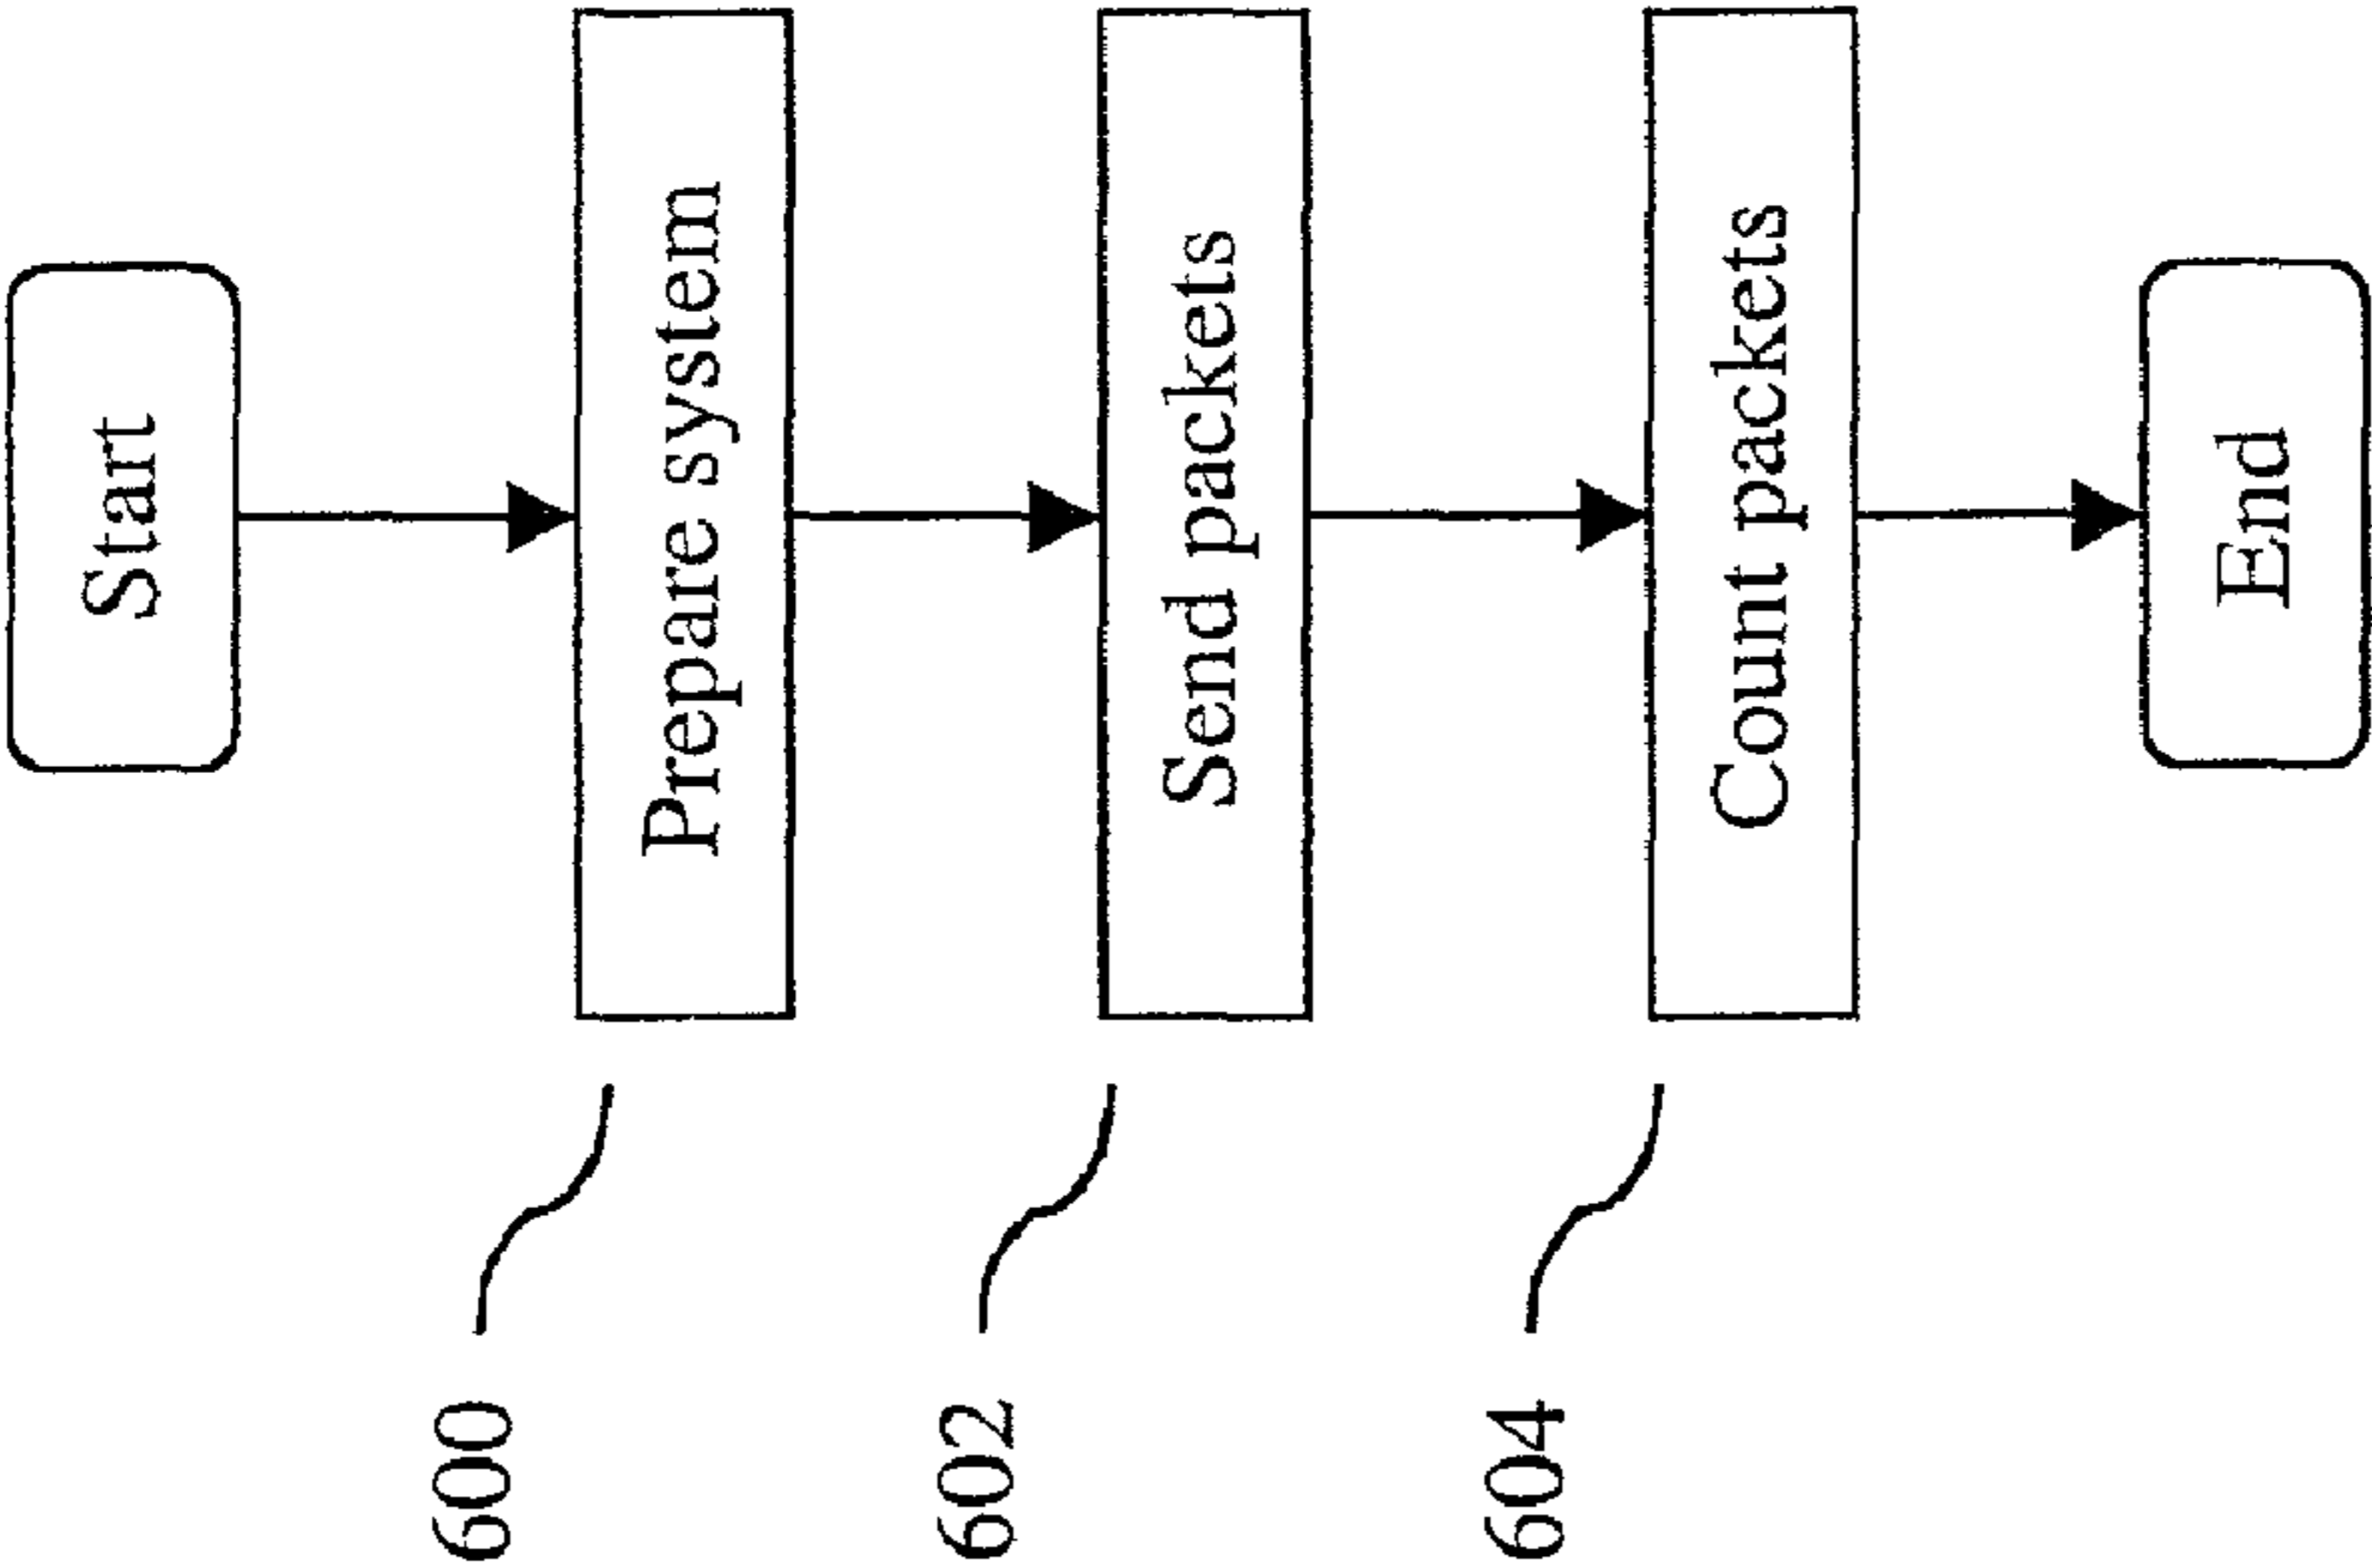 Start
600
Prepare system
602
Send packets
604
Count packets
End